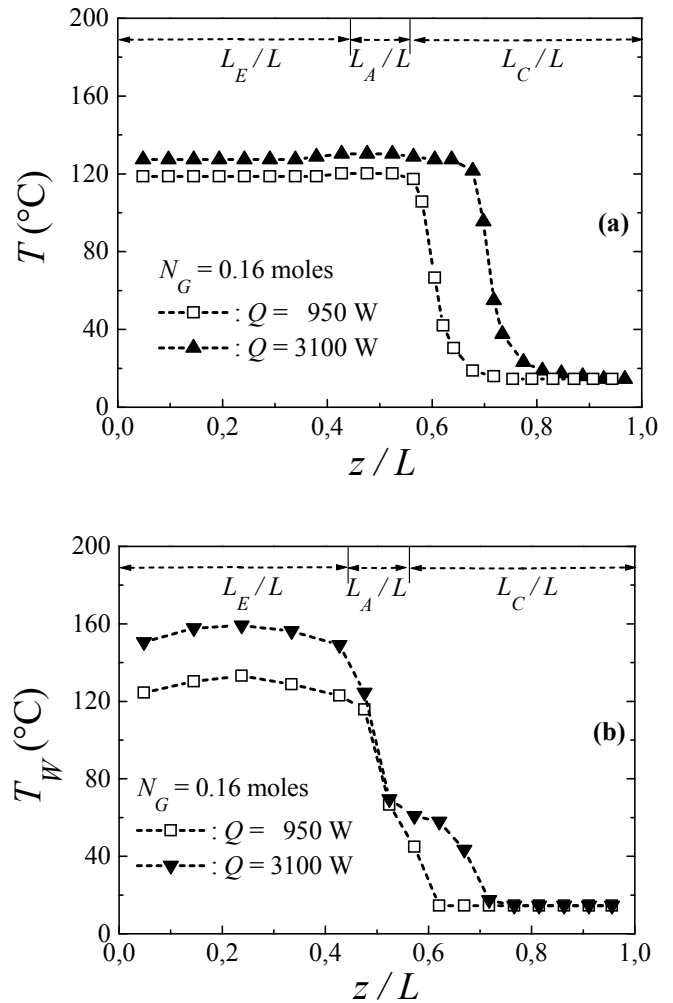 200
L_E/L
L_A/L
L_C/L
160
120
80
40
0
T (°C)
(a)
N_G = 0.16 moles
: Q = 950 W
: Q = 3100 W
0,0 0,2 0,4 0,6 0,8 1,0
z / L
200
L_E/L
L_A/L
L_C/L
160
120
80
40
0
T_W (°C)
(b)
N_G = 0.16 moles
: Q = 950 W
: Q = 3100 W
0,0 0,2 0,4 0,6 0,8 1,0
z / L